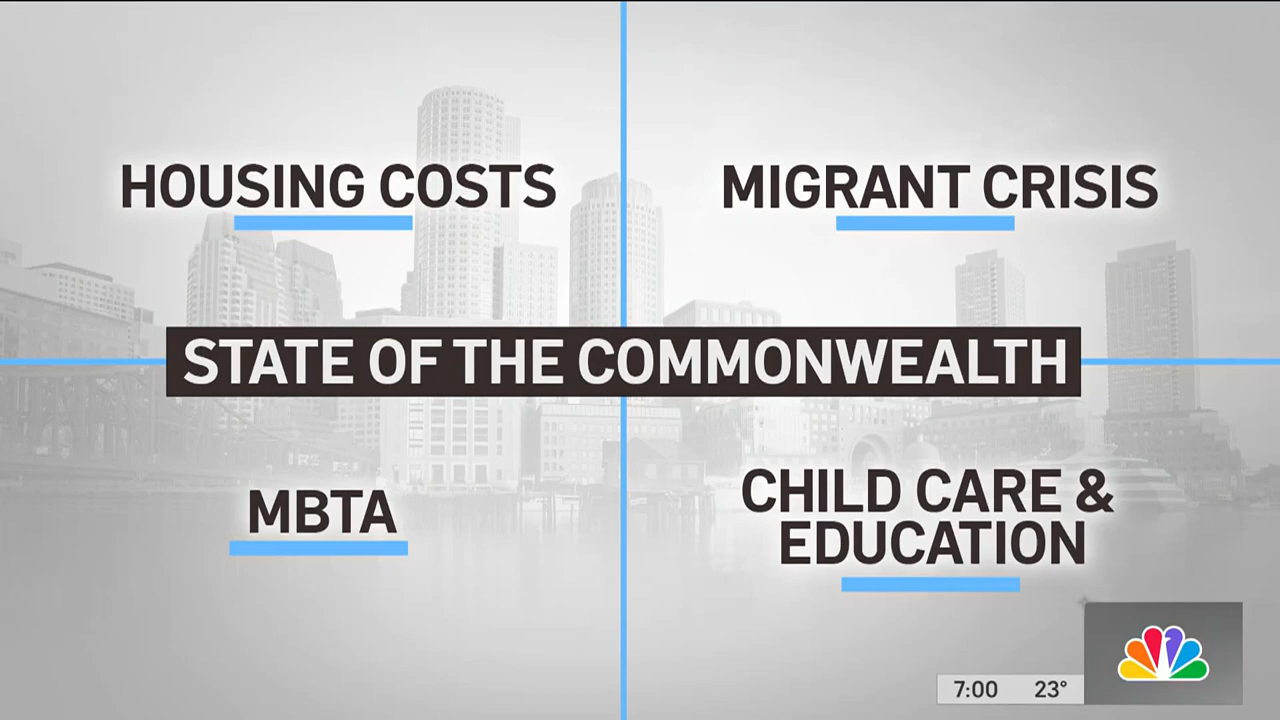 HOUSING COSTS
MIGRANT CRISIS
STATE OF THE COMMONWEALTH
MBTA
CHILD CARE &
EDUCATION
7:00 23°